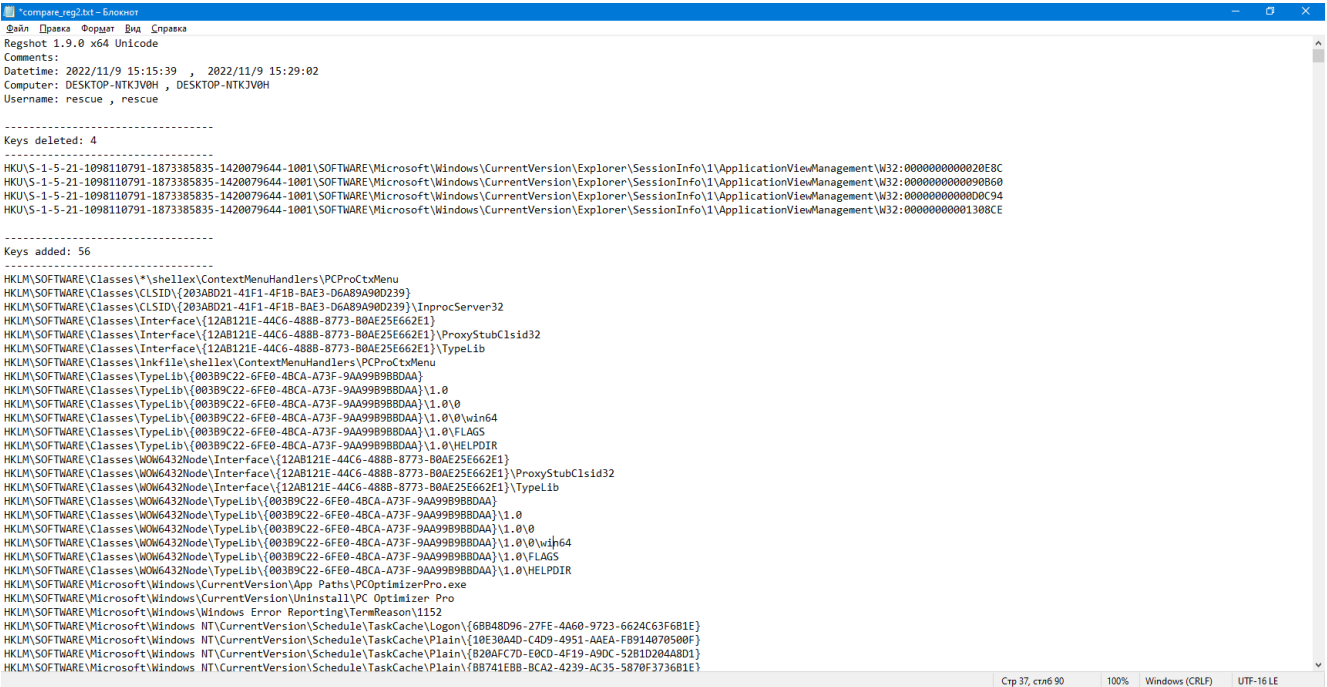 *compare_reg2.txt – Блокнот
Файл Правка Формат Вид Справка
Regshot 1.9.0 x64 Unicode
Comments:
Datetime: 2022/11/9 15:15:39 , 2022/11/9 15:29:02
Computer: DESKTOP-NTKJV0H , DESKTOP-NTKJV0H
Username: rescue , rescue
----------------------------------
Keys deleted: 4
----------------------------------
HKU\S-1-5-21-1098110791-1873385835-1420079644-1001\SOFTWARE\Microsoft\Windows\CurrentVersion\Explorer\SessionInfo\1\ApplicationViewManagement\W32:0000000000020E8C
HKU\S-1-5-21-1098110791-1873385835-1420079644-1001\SOFTWARE\Microsoft\Windows\CurrentVersion\Explorer\SessionInfo\1\ApplicationViewManagement\W32:0000000000090B60
HKU\S-1-5-21-1098110791-1873385835-1420079644-1001\SOFTWARE\Microsoft\Windows\CurrentVersion\Explorer\SessionInfo\1\ApplicationViewManagement\W32:00000000000D0C94
HKU\S-1-5-21-1098110791-1873385835-1420079644-1001\SOFTWARE\Microsoft\Windows\CurrentVersion\Explorer\SessionInfo\1\ApplicationViewManagement\W32:00000000001308CE
----------------------------------
Keys added: 56
----------------------------------
HKLM\SOFTWARE\Classes\*\shellex\ContextMenuHandlers\PCProCtxMenu
HKLM\SOFTWARE\Classes\CLSID\{203ABD21-41F1-4F1B-BAE3-D6A89A90D239}
HKLM\SOFTWARE\Classes\CLSID\{203ABD21-41F1-4F1B-BAE3-D6A89A90D239}\InprocServer32
HKLM\SOFTWARE\Classes\Interface\{12AB121E-44C6-488B-8773-B0AE25E662E1}
HKLM\SOFTWARE\Classes\Interface\{12AB121E-44C6-488B-8773-B0AE25E662E1}\ProxyStubClsid32
HKLM\SOFTWARE\Classes\Interface\{12AB121E-44C6-488B-8773-B0AE25E662E1}\TypeLib
HKLM\SOFTWARE\Classes\lnkfile\shellex\ContextMenuHandlers\PCProCtxMenu
HKLM\SOFTWARE\Classes\TypeLib\{003B9C22-6FE0-4BCA-A73F-9AA99B9BBDAA}
HKLM\SOFTWARE\Classes\TypeLib\{003B9C22-6FE0-4BCA-A73F-9AA99B9BBDAA}\1.0
HKLM\SOFTWARE\Classes\TypeLib\{003B9C22-6FE0-4BCA-A73F-9AA99B9BBDAA}\1.0\0
HKLM\SOFTWARE\Classes\TypeLib\{003B9C22-6FE0-4BCA-A73F-9AA99B9BBDAA}\1.0\0\win64
HKLM\SOFTWARE\Classes\TypeLib\{003B9C22-6FE0-4BCA-A73F-9AA99B9BBDAA}\1.0\FLAGS
HKLM\SOFTWARE\Classes\TypeLib\{003B9C22-6FE0-4BCA-A73F-9AA99B9BBDAA}\1.0\HELPDIR
HKLM\SOFTWARE\Classes\WOW6432Node\Interface\{12AB121E-44C6-488B-8773-B0AE25E662E1}
HKLM\SOFTWARE\Classes\WOW6432Node\Interface\{12AB121E-44C6-488B-8773-B0AE25E662E1}\ProxyStubClsid32
HKLM\SOFTWARE\Classes\WOW6432Node\Interface\{12AB121E-44C6-488B-8773-B0AE25E662E1}\TypeLib
HKLM\SOFTWARE\Classes\WOW6432Node\TypeLib\{003B9C22-6FE0-4BCA-A73F-9AA99B9BBDAA}
HKLM\SOFTWARE\Classes\WOW6432Node\TypeLib\{003B9C22-6FE0-4BCA-A73F-9AA99B9BBDAA}\1.0
HKLM\SOFTWARE\Classes\WOW6432Node\TypeLib\{003B9C22-6FE0-4BCA-A73F-9AA99B9BBDAA}\1.0\0
HKLM\SOFTWARE\Classes\WOW6432Node\TypeLib\{003B9C22-6FE0-4BCA-A73F-9AA99B9BBDAA}\1.0\0\win64
HKLM\SOFTWARE\Classes\WOW6432Node\TypeLib\{003B9C22-6FE0-4BCA-A73F-9AA99B9BBDAA}\1.0\FLAGS
HKLM\SOFTWARE\Classes\WOW6432Node\TypeLib\{003B9C22-6FE0-4BCA-A73F-9AA99B9BBDAA}\1.0\HELPDIR
HKLM\SOFTWARE\Microsoft\Windows\CurrentVersion\App Paths\PCOptimizerPro.exe
HKLM\SOFTWARE\Microsoft\Windows\CurrentVersion\Uninstall\PC Optimizer Pro
HKLM\SOFTWARE\Microsoft\Windows\Windows Error Reporting\TermReason\1152
HKLM\SOFTWARE\Microsoft\Windows NT\CurrentVersion\Schedule\TaskCache\Logon\{6BB48D96-27FE-4A60-9723-6624C63F6B1E}
HKLM\SOFTWARE\Microsoft\Windows NT\CurrentVersion\Schedule\TaskCache\Plain\{10E30A4D-C4D9-4951-AAEA-FB914070500F}
HKLM\SOFTWARE\Microsoft\Windows NT\CurrentVersion\Schedule\TaskCache\Plain\{B20AFC7D-E0CD-4F19-A9DC-52B1D204A8D1}
HKLM\SOFTWARE\Microsoft\Windows NT\CurrentVersion\Schedule\TaskCache\Plain\{BB741EBB-BCA2-4239-AC35-5870F3736B1E}
Стр 37, стлб 90 100% Windows (CRLF) UTF-16 LE